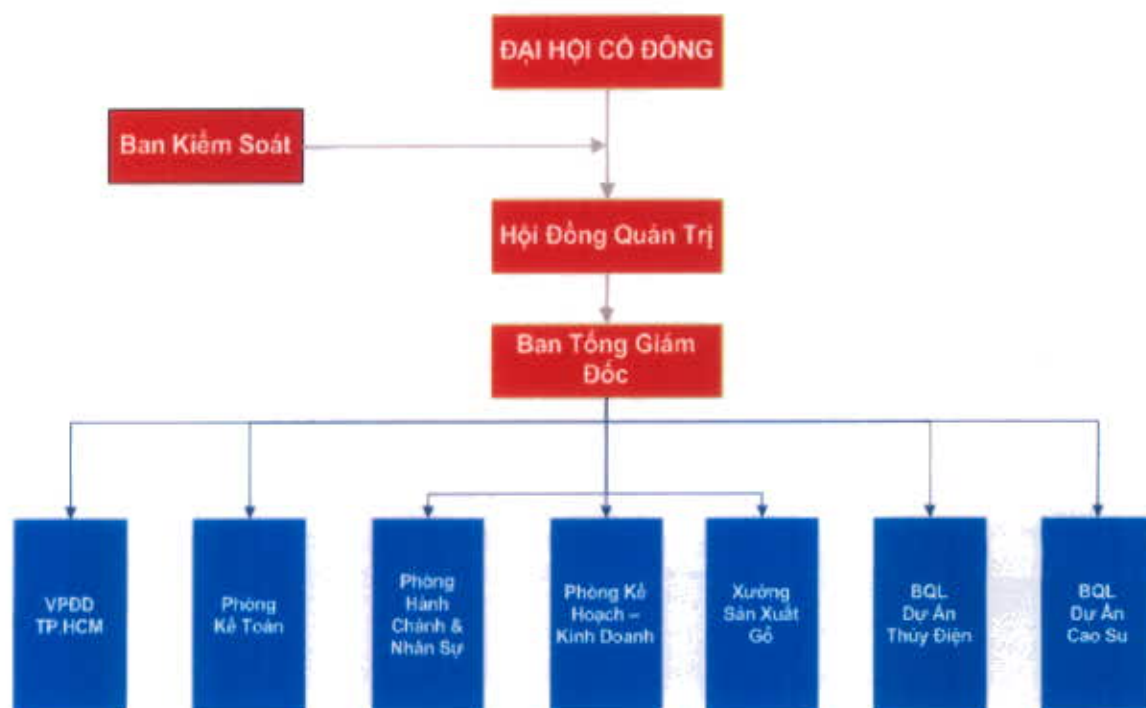 ĐẠI HỘI CỔ ĐÔNG
Ban Kiểm Soát
Hội Đồng Quản Trị
Ban Tổng Giám
Đốc
VPĐD
TP.HCM
Phòng
Kế Toán
Phòng
Hành
Chánh &
Nhân Sự
Phòng Kế
Hoạch –
Kinh Doanh
Xưởng
Sản Xuất
Gỗ
BQL
Dự Án
Thủy Điện
BQL
Dự Án
Cao Su